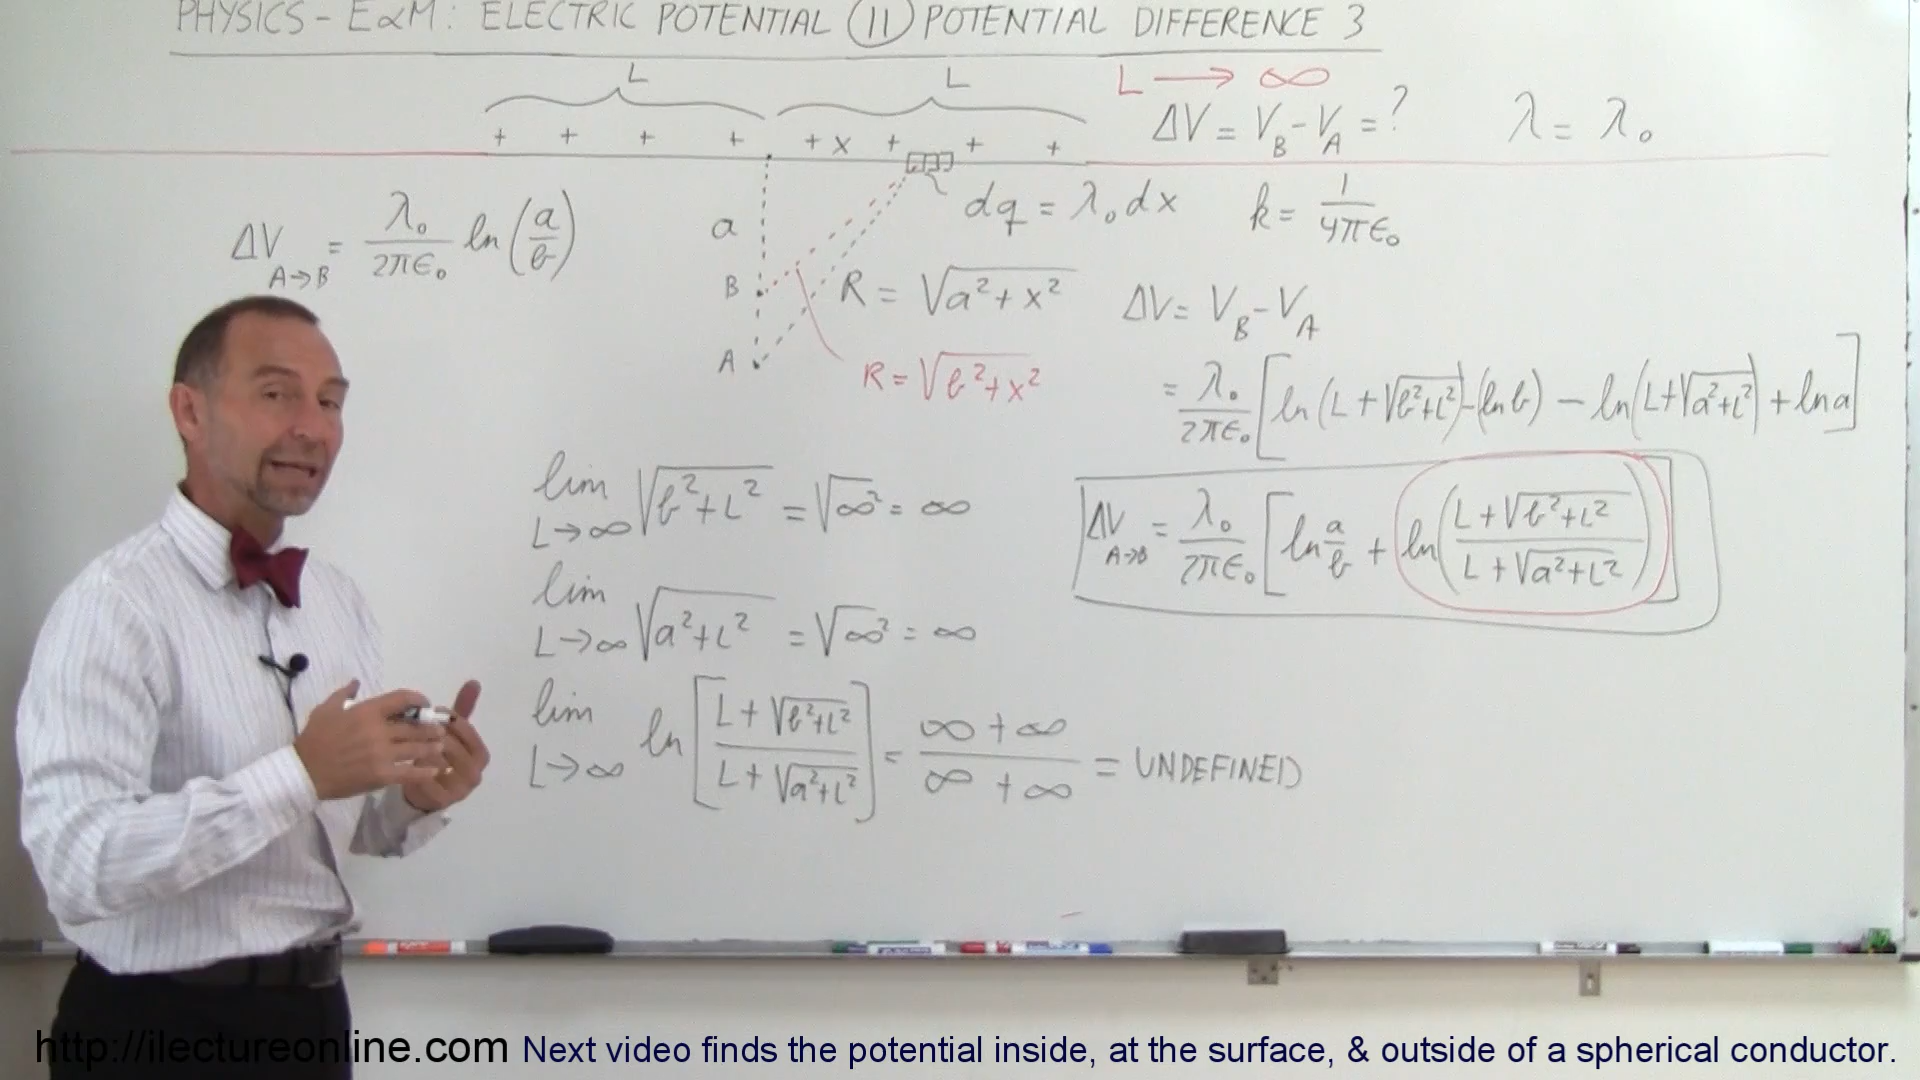 PHYSICS - E&M: ELECTRIC POTENTIAL (11) POTENTIAL DIFFERENCE 3
L L L → ∞
ΔV = V_B - V_A = ? λ = λ₀
+ + + + + x + + +
dq = λ₀dx k = 1/4πε₀
ΔV_A→B = λ₀/2πε₀ ln(a/b)
a
B R = √a²+x² ΔV = V_B - V_A
A R = √b²+x²
= λ₀/2πε₀ [ln(L+√b²+L²) - (ln b) - ln(L+√a²+L²) + ln a]
lim L→∞ √b²+L² = √∞² = ∞
ΔV_A→B = λ₀/2πε₀ [ln a/b + ln(L+√b²+L² / L+√a²+L²)]
lim L→∞ √a²+L² = √∞² = ∞
lim L→∞ ln[L+√b²+L² / L+√a²+L²] = ∞+∞ / ∞+∞ = UNDEFINED
http://ilectureonline.com Next video finds the potential inside, at the surface, & outside of a spherical conductor.